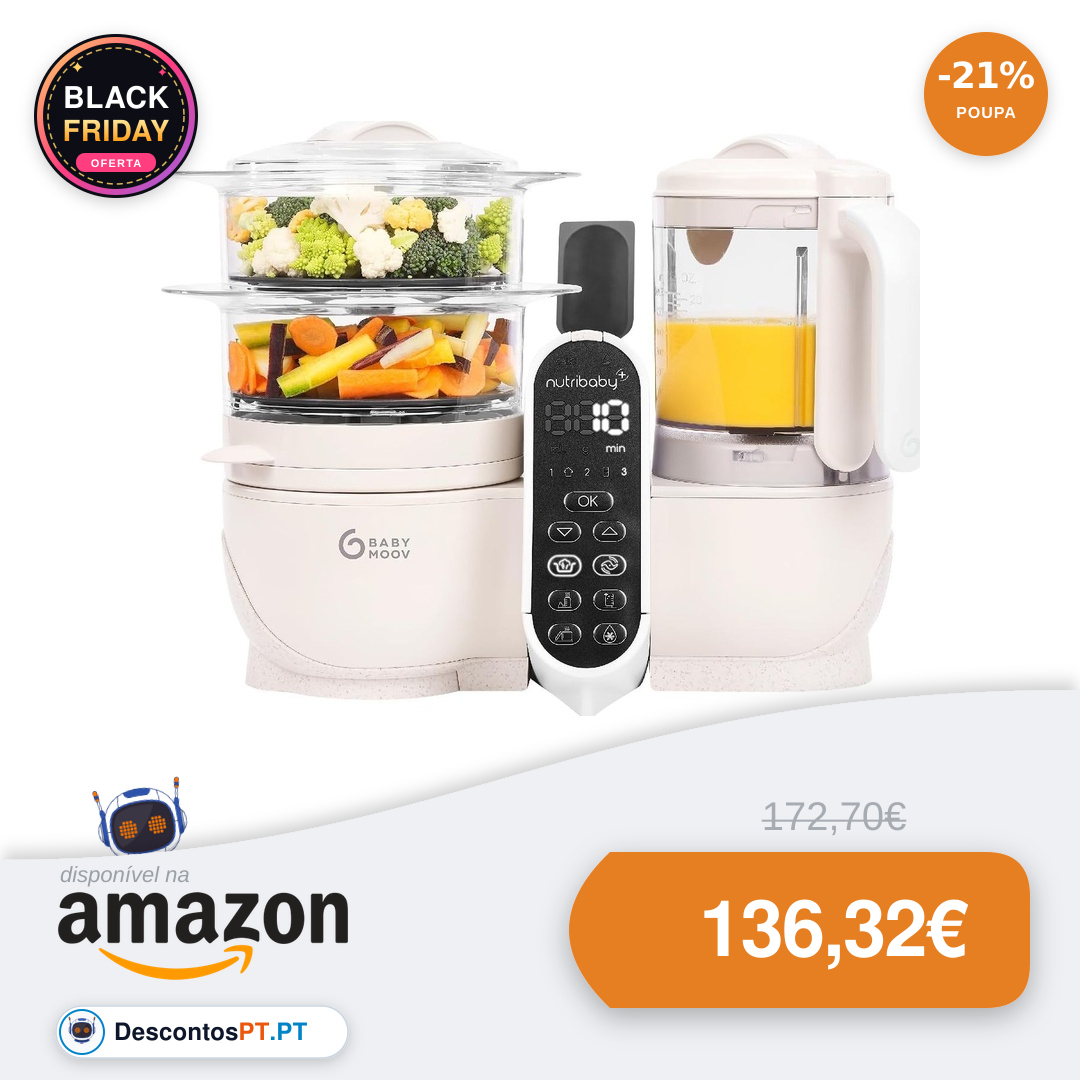 BLACK
FRIDAY
OFERTA
-21%
POUPA
nutribaby+
10
min
1 2 3
OK
BABY
MOOV
172,70€
disponível na
amazon
136,32€
DescontosPT.PT